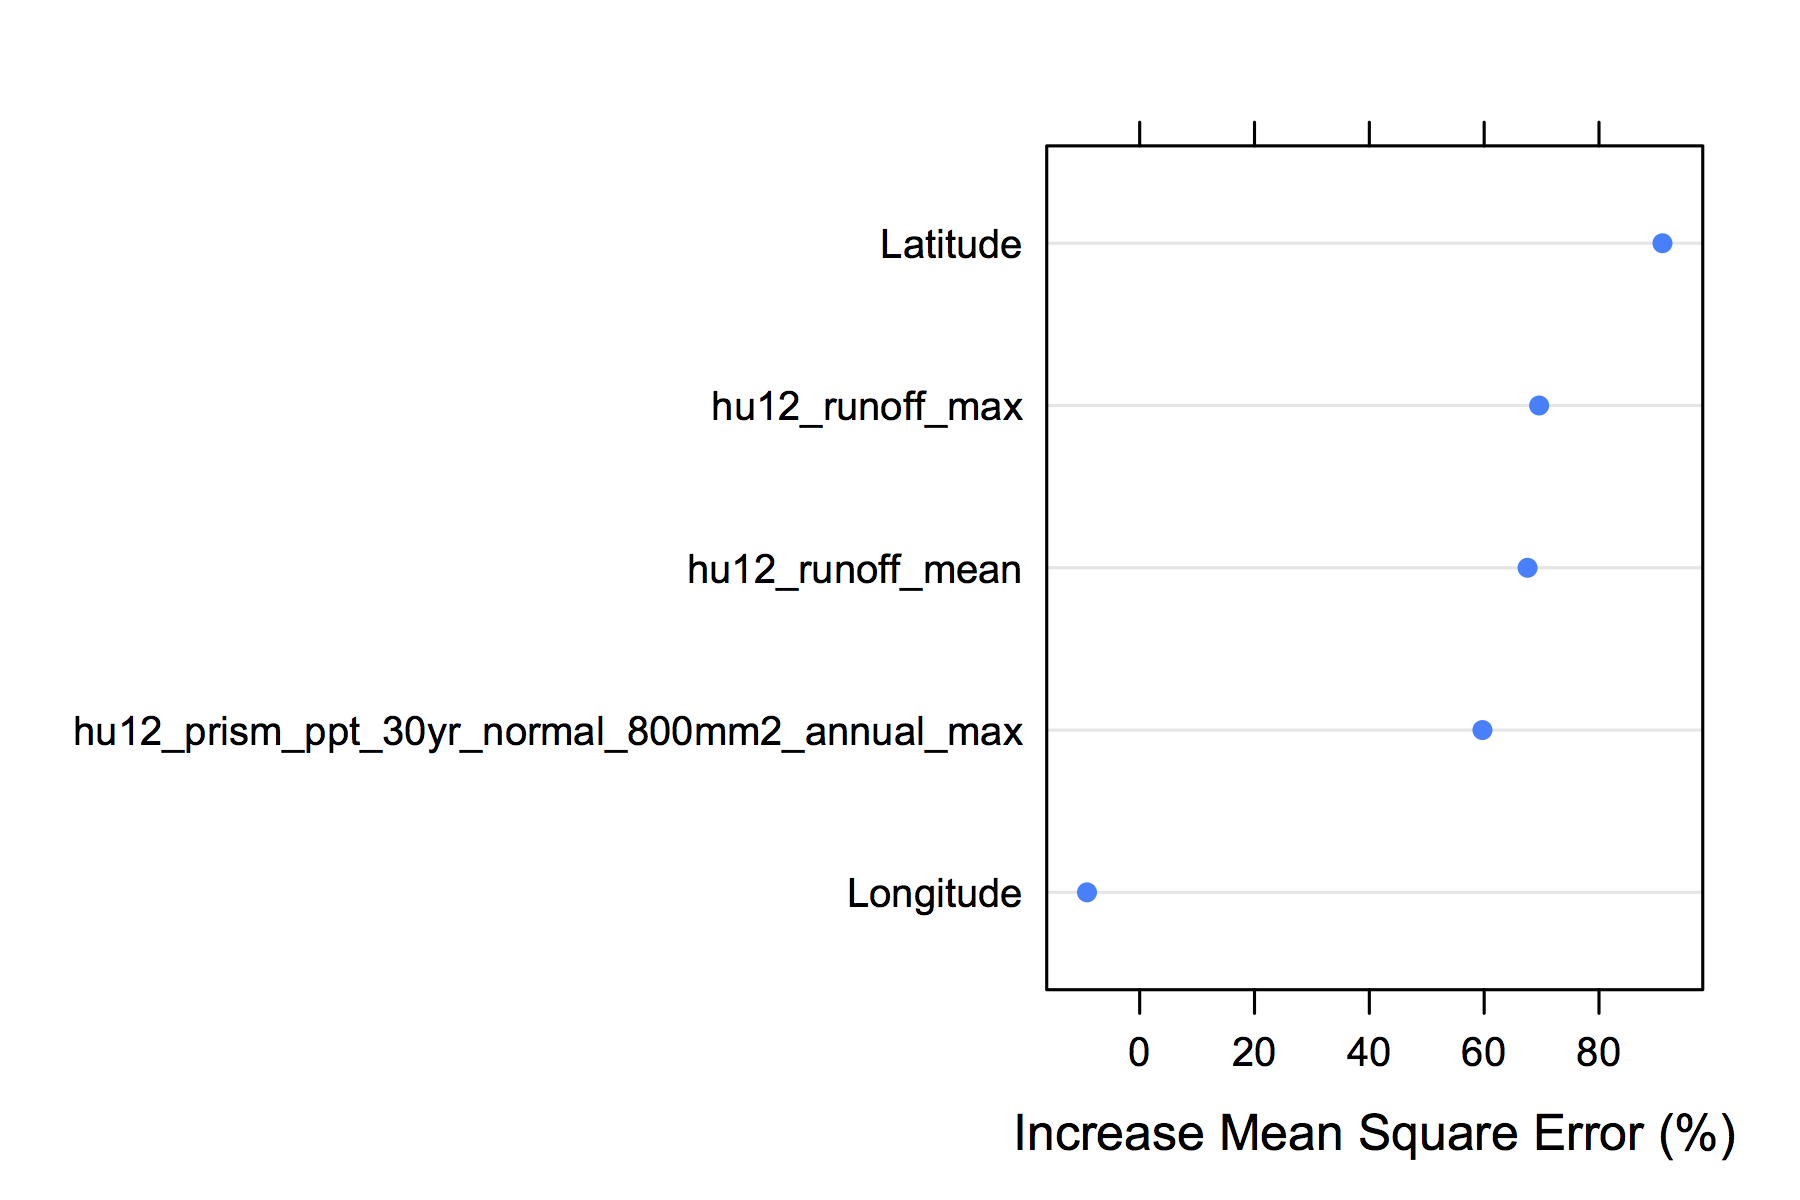 Latitude
hu12_runoff_max
hu12_runoff_mean
hu12_prism_ppt_30yr_normal_800mm2_annual_max
Longitude
0 20 40 60 80
Increase Mean Square Error (%)